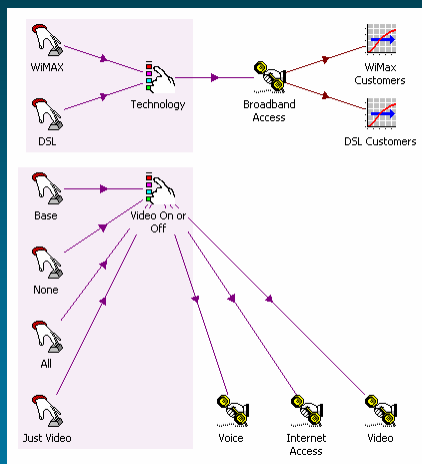 WiMAX
Technology
Broadband
Access
WiMax
Customers
DSL
DSL Customers
Base
Video On or
Off
None
All
Just Video
Voice
Internet
Access
Video